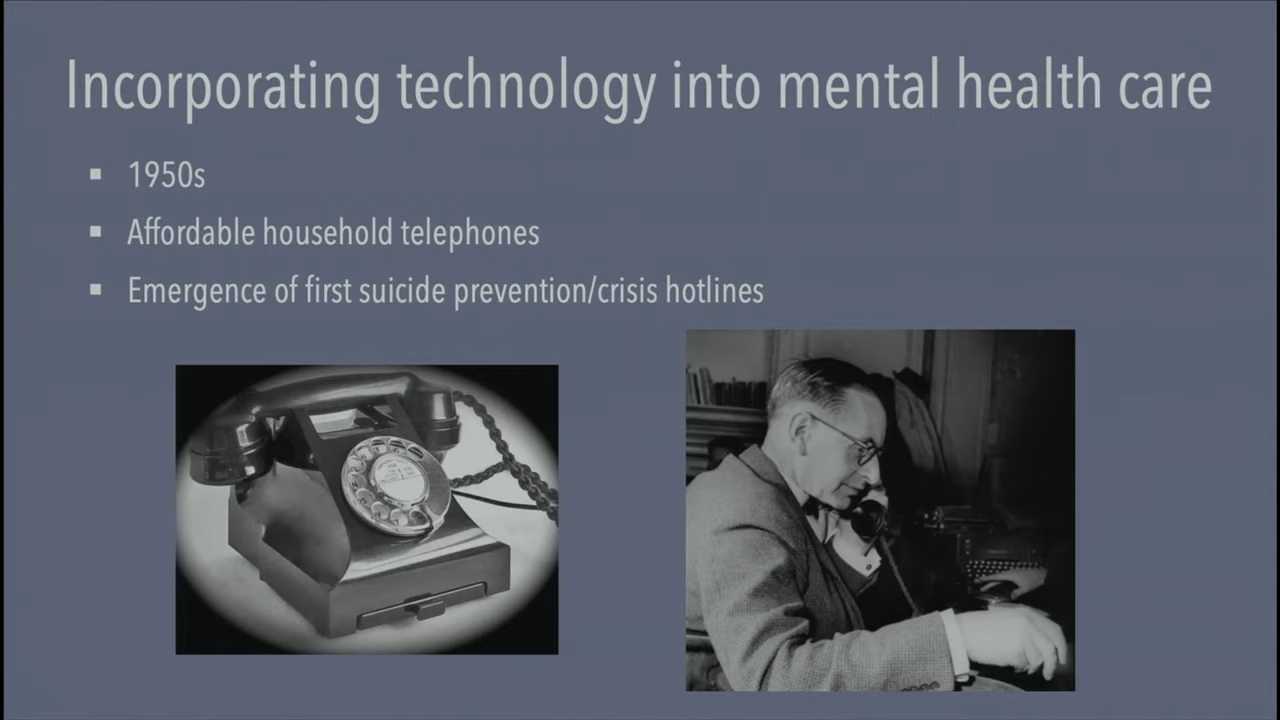 Incorporating technology into mental health care
▪ 1950s
▪ Affordable household telephones
▪ Emergence of first suicide prevention/crisis hotlines